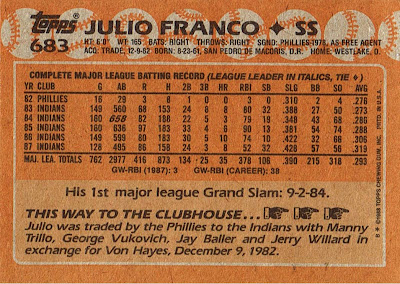 Topps JULIO FRANCO ♦ SS
683
HT: 6'0" WT: 165 BATS: RIGHT THROWS: RIGHT SGND: PHILLIES-1978, AS FREE AGENT
ACQ: TRADE, 12-9-82 BORN: 8-23-61, SAN PEDRO DE MACORIS, D.R. HOME: WESTLAKE, O.
COMPLETE MAJOR LEAGUE BATTING RECORD (LEAGUE LEADER IN ITALICS, TIE ♦)
YR CLUB G AB R H 2B 3B HR RBI SB SLG BB SO AVG
82 PHILLIES 16 29 3 8 1 0 0 3 0 .310 2 4 .276
83 INDIANS 149 560 68 153 24 8 8 80 32 .388 27 50 .273
84 INDIANS 160 658 82 188 22 5 3 79 19 .348 43 68 .286
85 INDIANS 160 636 97 183 33 4 6 90 13 .381 54 74 .288
86 INDIANS 149 599 80 183 30 5 10 74 10 .422 32 66 .306
87 INDIANS 128 495 86 158 24 3 8 52 32 .428 57 56 .319
MAJ. LEA. TOTALS 762 2977 416 873 134 25 35 378 106 .390 215 318 .293
GW-RBI (1987): 3 GW-RBI (CAREER): 38
His 1st major league Grand Slam: 9-2-84.
THIS WAY TO THE CLUBHOUSE...
Julio was traded by the Phillies to the Indians with Manny
Trillo, George Vukovich, Jay Baller and Jerry Willard in
exchange for Von Hayes, December 9, 1982.
© 1988 TOPPS CHEWING GUM, INC. PRTD. IN U.S.A.